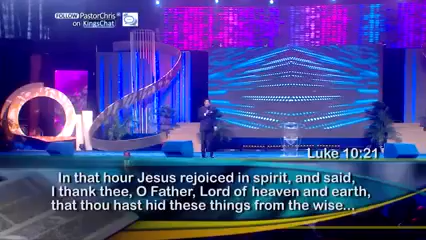 FOLLOW PastorChris®
on KingsChat
Luke 10:21
In that hour Jesus rejoiced in spirit, and said,
I thank thee, O Father, Lord of heaven and earth,
that thou hast hid these things from the wise...